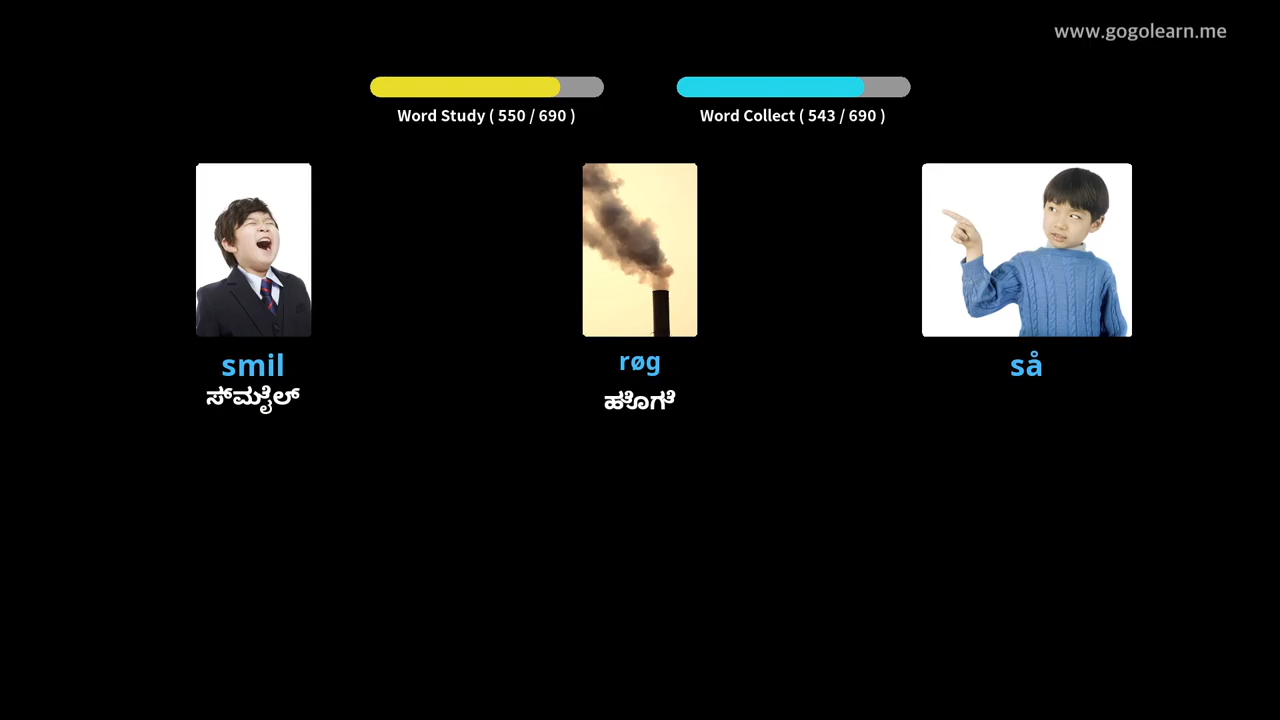 www.gogolearn.me
Word Study ( 550 / 690 )
Word Collect ( 543 / 690 )
smil
røg
så
ಸ್ಮೈಲ್
ಹೊಗೆ